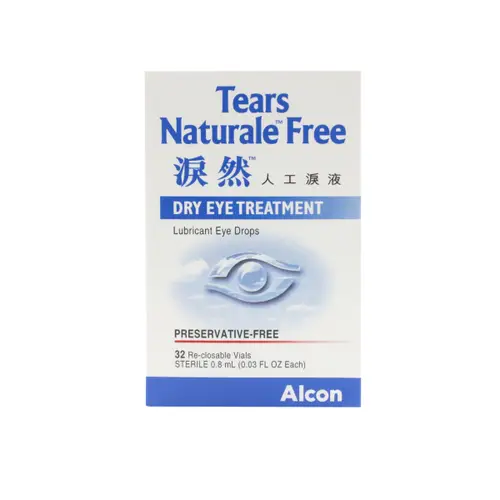 Tears
Naturale™ Free
淚然™ 人工淚液
DRY EYE TREATMENT
Lubricant Eye Drops
PRESERVATIVE-FREE
32 Re-closable Vials
STERILE 0.8 mL (0.03 FL OZ Each)
Alcon